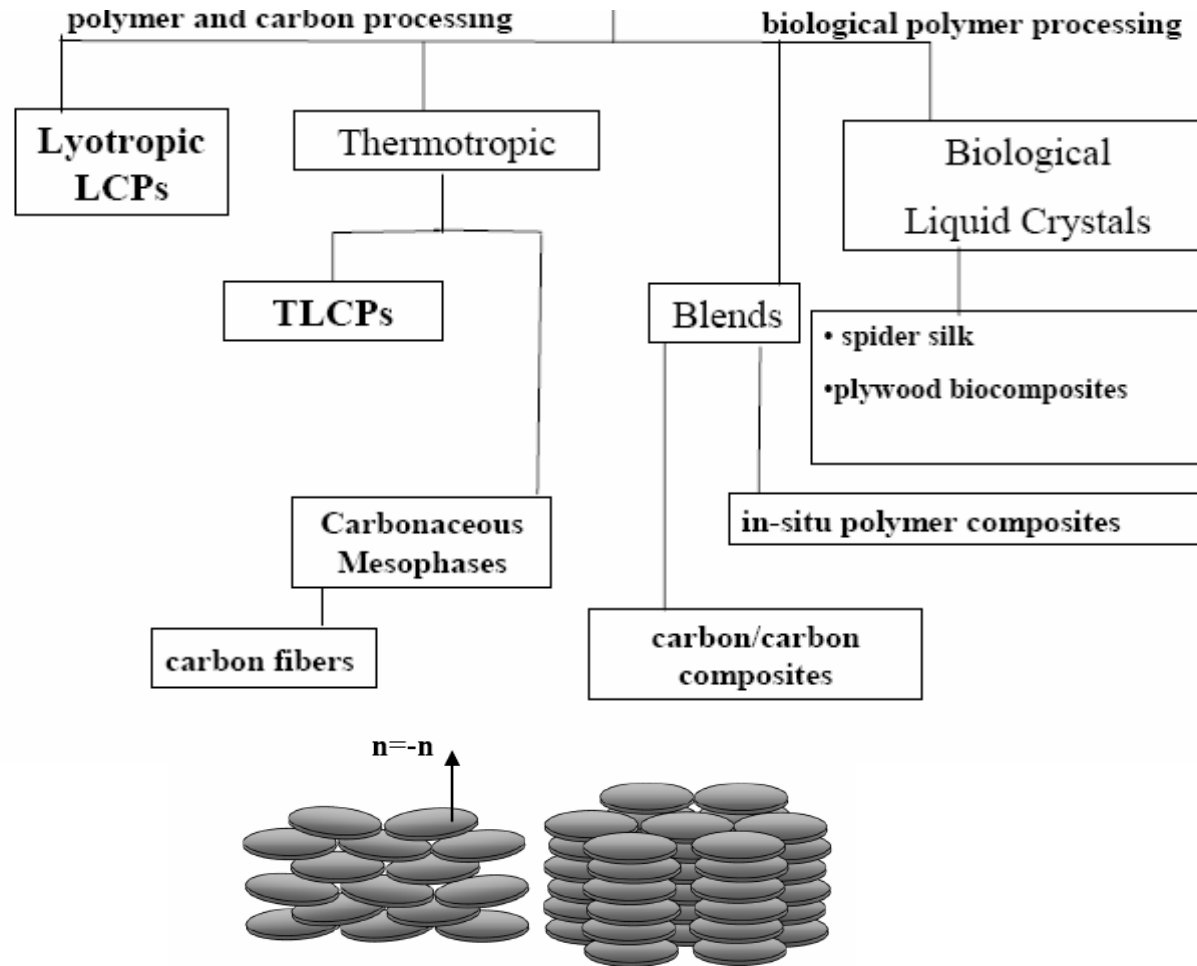 polymer and carbon processing
biological polymer processing
Lyotropic
LCPs
Thermotropic
Biological
Liquid Crystals
TLCPs
Blends
• spider silk
•plywood biocomposites
Carbonaceous
Mesophases
in-situ polymer composites
carbon fibers
carbon/carbon
composites
n=-n